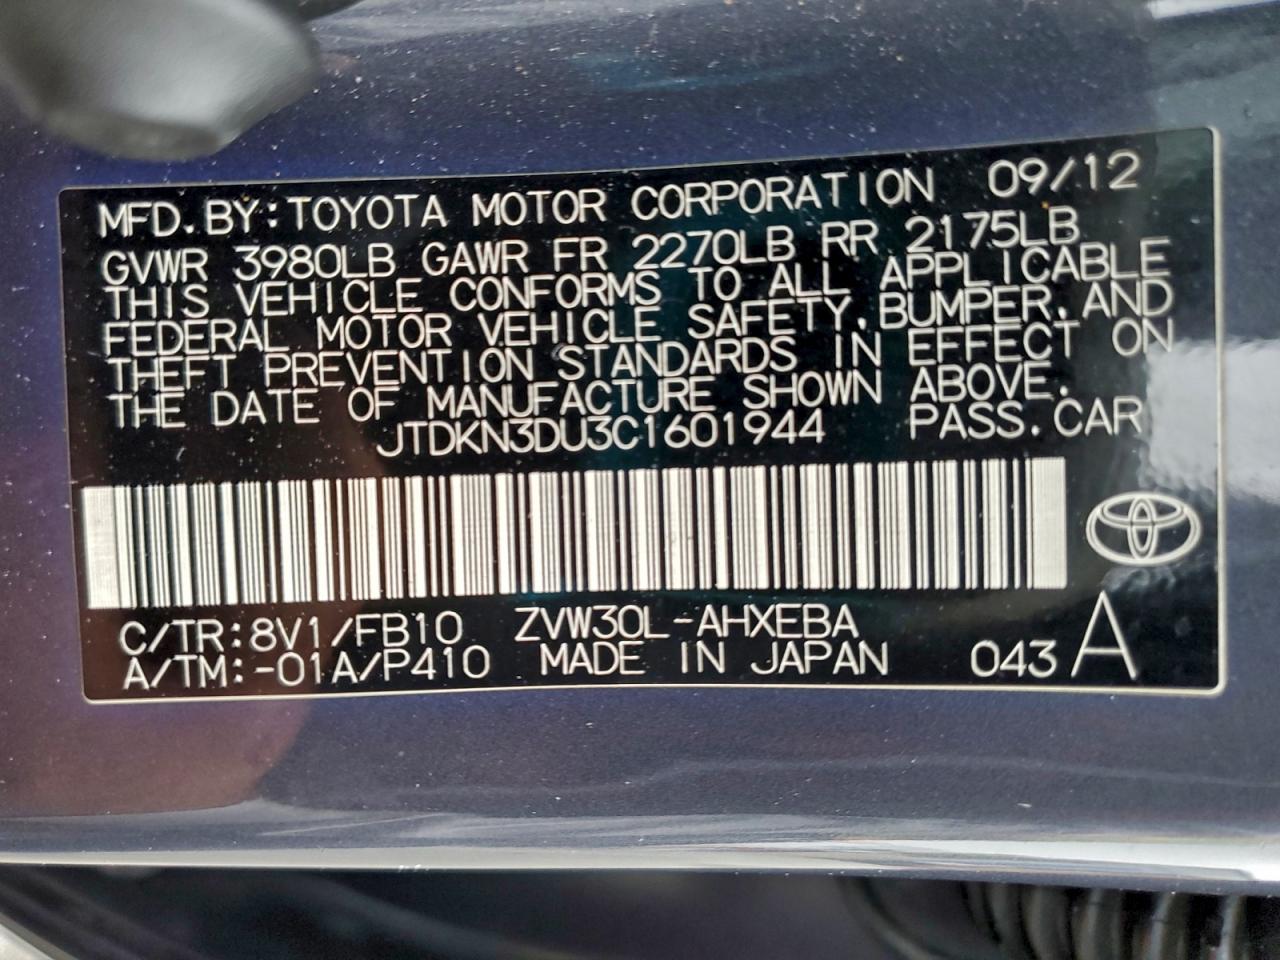 MFD.BY:TOYOTA MOTOR CORPORATION 09/12
GVWR 3980LB GAWR FR 2270LB RR 2175LB
THIS VEHICLE CONFORMS TO ALL APPLICABLE
FEDERAL MOTOR VEHICLE SAFETY,BUMPER,AND
THEFT PREVENTION STANDARDS IN EFFECT ON
THE DATE OF MANUFACTURE SHOWN ABOVE.
JTDKN3DU3C1601944 PASS.CAR
C/TR:8V1/FB10 ZVW30L-AHXEBA
A/TM:-01A/P410 MADE IN JAPAN 043 A